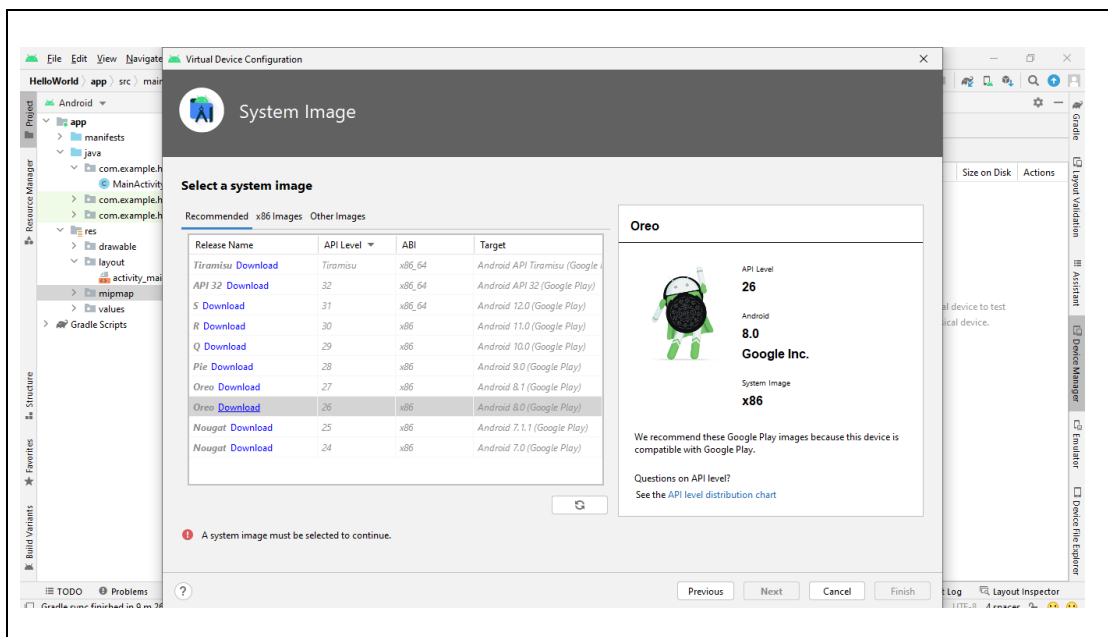 File Edit View Navigate
Virtual Device Configuration
HelloWorld app src main
System Image
Android
app
manifests
java
com.example.h
MainActivity
com.example.h
com.example.h
res
drawable
layout
activity_mai
mipmap
values
Gradle Scripts
Project
Resource Manager
Structure
Favorites
Build Variants
Select a system image
Recommended x86 Images Other Images
Release Name API Level ABI Target
Tiramisu Download Tiramisu x86_64 Android API Tiramisu (Google
API 32 Download 32 x86_64 Android API 32 (Google Play)
S Download 31 x86_64 Android 12.0 (Google Play)
R Download 30 x86 Android 11.0 (Google Play)
Q Download 29 x86 Android 10.0 (Google Play)
Pie Download 28 x86 Android 9.0 (Google Play)
Oreo Download 27 x86 Android 8.1 (Google Play)
Oreo Download 26 x86 Android 8.0 (Google Play)
Nougat Download 25 x86 Android 7.1.1 (Google Play)
Nougat Download 24 x86 Android 7.0 (Google Play)
A system image must be selected to continue.
Oreo
API Level
26
Android
8.0
Google Inc.
System Image
x86
We recommend these Google Play images because this device is
compatible with Google Play.
Questions on API level?
See the API level distribution chart
? Previous Next Cancel Finish
Size on Disk Actions
al device to test
ical device.
Gradle
Layout Validation
Assistant
Device Manager
Emulator
Device File Explorer
TODO Problems
t Log Layout Inspector
Gradle sync finished in 9 m 26
UTF-8 4 spaces